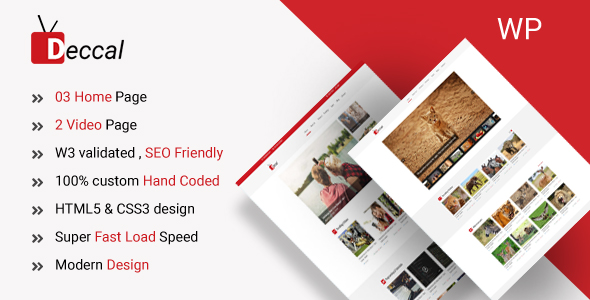 WP
Deccal
03 Home Page
2 Video Page
W3 validated , SEO Friendly
100% custom Hand Coded
HTML5 & CSS3 design
Super Fast Load Speed
Modern Design